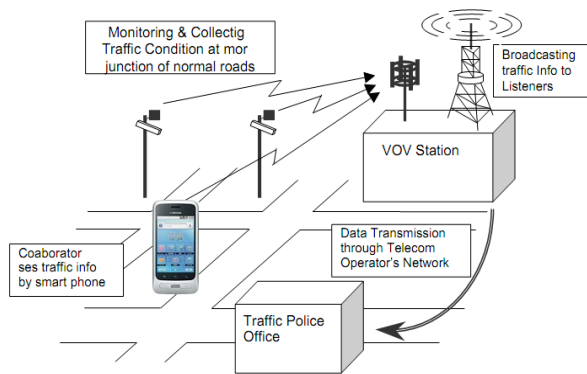 Monitoring & Collectig
Traffic Condition at mor
junction of normal roads
Broadcasting
traffic Info to
Listeners
VOV Station
Coaborator
ses traffic info
by smart phone
Data Transmission
through Telecom
Operator's Network
Traffic Police
Office